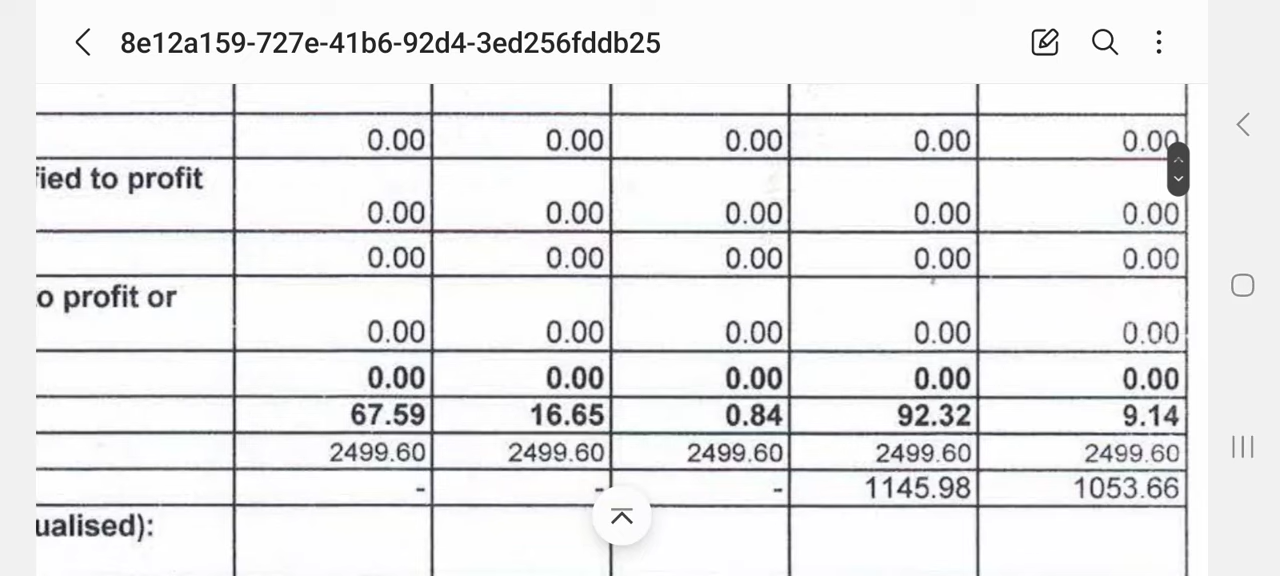 8e12a159-727e-41b6-92d4-3ed256fddb25
0.00 0.00 0.00 0.00 0.00
fied to profit
0.00 0.00 0.00 0.00 0.00
0.00 0.00 0.00 0.00 0.00
o profit or
0.00 0.00 0.00 0.00 0.00
0.00 0.00 0.00 0.00 0.00
67.59 16.65 0.84 92.32 9.14
2499.60 2499.60 2499.60 2499.60 2499.60
- - - 1145.98 1053.66
ualised):